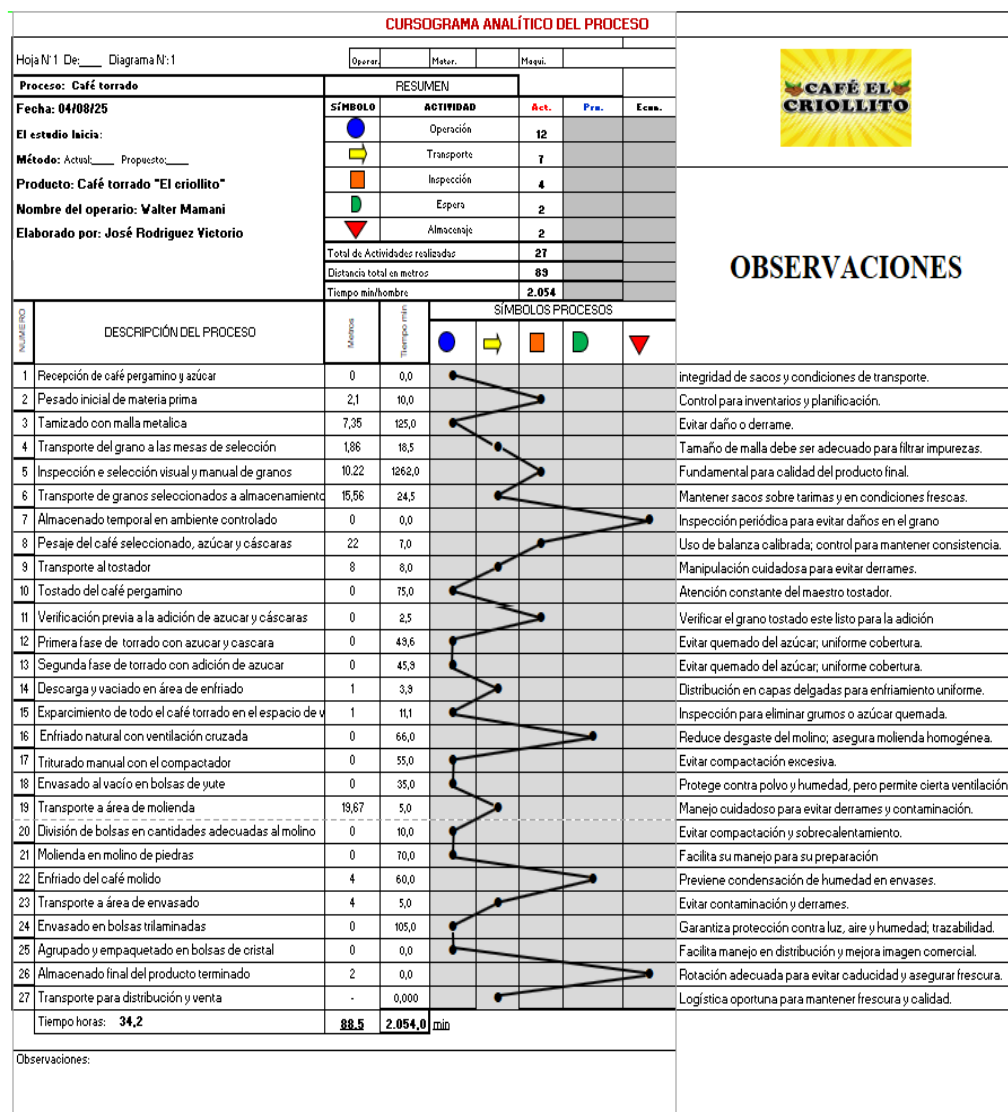 CURSOGRAMA ANALÍTICO DEL PROCESO
Hoja N°1 De:___ Diagrama N°:1 Operar. Mater. Maqui.
CAFÉ EL CRIOLLITO
Proceso: Café torrado RESUMEN
Fecha: 04/08/25 SÍMBOLO ACTIVIDAD Act. Pro. Econ.
El estudio Inicia: Operación 12
Método: Actual:___ Propuesto:___ Transporte 7
Producto: Café torrado "El criollito" Inspección 4
Nombre del operario: Walter Mamani Espera 2
Elaborado por: José Rodriguez Victorio Almacenaje 2
Total de Actividades realizadas 27
Distancia total en metros 89
Tiempo min/hombre 2.054
OBSERVACIONES
NUMERO DESCRIPCIÓN DEL PROCESO Metros Tiempo min SÍMBOLOS PROCESOS
1 Recepción de café pergamino y azúcar 0 0,0 integridad de sacos y condiciones de transporte.
2 Pesado inicial de materia prima 2,1 10,0 Control para inventarios y planificación.
3 Tamizado con malla metalica 7,35 125,0 Evitar daño o derrame.
4 Transporte del grano a las mesas de selección 1,86 18,5 Tamaño de malla debe ser adecuado para filtrar impurezas.
5 Inspección e selección visual y manual de granos 10.22 1262,0 Fundamental para calidad del producto final.
6 Transporte de granos seleccionados a almacenamiento 15,56 24,5 Mantener sacos sobre tarimas y en condiciones frescas.
7 Almacenado temporal en ambiente controlado 0 0,0 Inspección periódica para evitar daños en el grano
8 Pesaje del café seleccionado, azúcar y cáscaras 22 7,0 Uso de balanza calibrada; control para mantener consistencia.
9 Transporte al tostador 8 8,0 Manipulación cuidadosa para evitar derrames.
10 Tostado del café pergamino 0 75,0 Atención constante del maestro tostador.
11 Verificación previa a la adición de azucar y cáscaras 0 2,5 Verificar el grano tostado este listo para la adición
12 Primera fase de torrado con azucar y cascara 0 43,6 Evitar quemado del azúcar; uniforme cobertura.
13 Segunda fase de torrado con adición de azucar 0 45,9 Evitar quemado del azúcar; uniforme cobertura.
14 Descarga y vaciado en área de enfriado 1 3,9 Distribución en capas delgadas para enfriamiento uniforme.
15 Exparcimiento de todo el café torrado en el espacio de v 1 11,1 Inspección para eliminar grumos o azúcar quemada.
16 Enfriado natural con ventilación cruzada 0 66,0 Reduce desgaste del molino; asegura molienda homogénea.
17 Triturado manual con el compactador 0 55,0 Evitar compactación excesiva.
18 Envasado al vacío en bolsas de yute 0 35,0 Protege contra polvo y humedad, pero permite cierta ventilación
19 Transporte a área de molienda 19,67 5,0 Manejo cuidadoso para evitar derrames y contaminación.
20 División de bolsas en cantidades adecuadas al molino 0 10,0 Evitar compactación y sobrecalentamiento.
21 Molienda en molino de piedras 0 70,0 Facilita su manejo para su preparación
22 Enfriado del café molido 4 60,0 Previene condensación de humedad en envases.
23 Transporte a área de envasado 4 5,0 Evitar contaminación y derrames.
24 Envasado en bolsas trilaminadas 0 105,0 Garantiza protección contra luz, aire y humedad; trazabilidad.
25 Agrupado y empaquetado en bolsas de cristal 0 0,0 Facilita manejo en distribución y mejora imagen comercial.
26 Almacenado final del producto terminado 2 0,0 Rotación adecuada para evitar caducidad y asegurar frescura.
27 Transporte para distribución y venta - 0,000 Logística oportuna para mantener frescura y calidad.
Tiempo horas: 34,2 88.5 2.054,0 min
Observaciones: